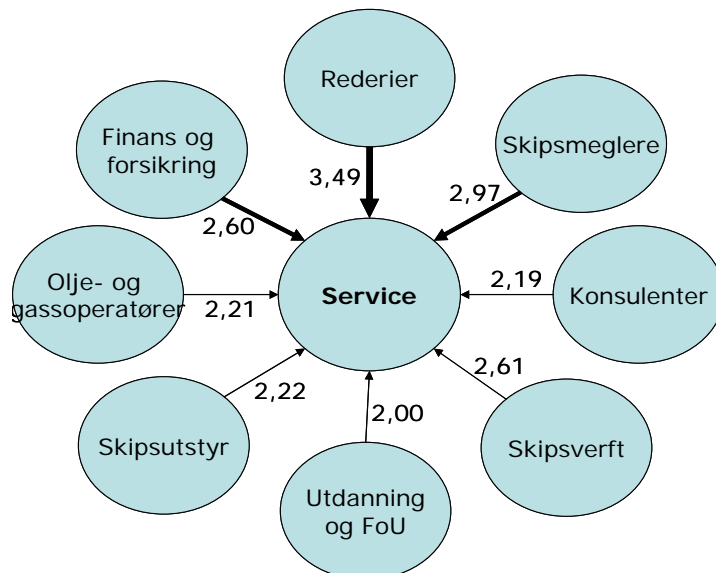 Rederier
Finans og
forsikring
Skipsmeglere
3,49
2,97
2,60
Olje- og
gassoperatører
2,21
Service
2,19
Konsulenter
2,61
2,22
2,00
Skipsutstyr
Skipsverft
Utdanning
og FoU